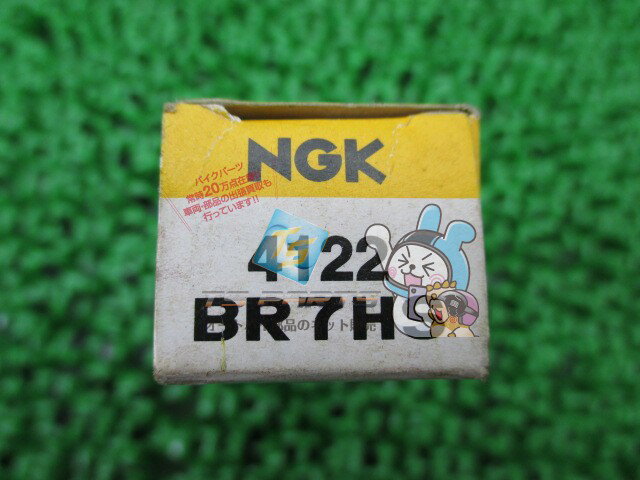 NGK
バイクパーツ
常時20万点在庫!
車両・部品の出張買取も
行っています!!
4122
BR7HS